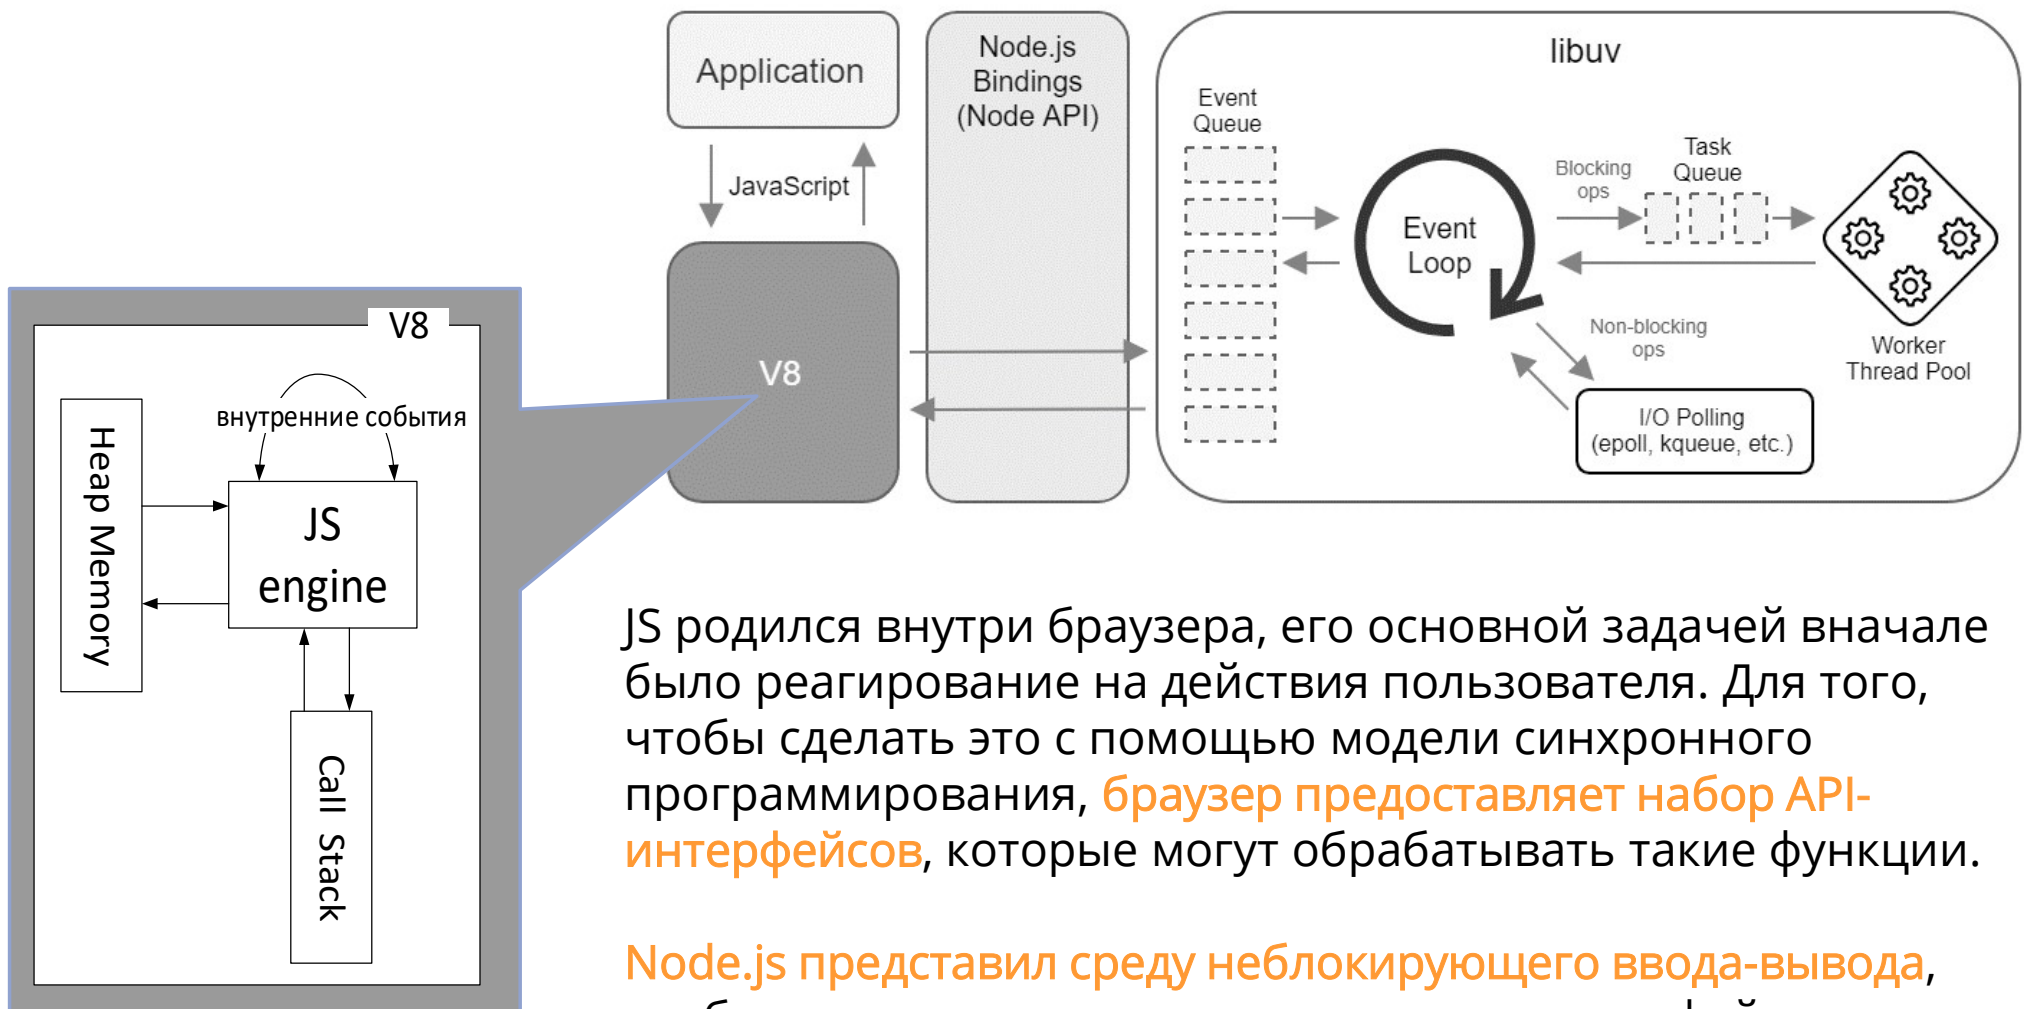 Application
JavaScript
V8
Node.js
Bindings
(Node API)
libuv
Event
Queue
Event
Loop
Blocking
ops
Task
Queue
Worker
Thread Pool
Non-blocking
ops
I/O Polling
(epoll, kqueue, etc.)
V8
внутренние события
Heap Memory
JS
engine
Call Stack
JS родился внутри браузера, его основной задачей вначале
было реагирование на действия пользователя. Для того,
чтобы сделать это с помощью модели синхронного
программирования, браузер предоставляет набор API-
интерфейсов, которые могут обрабатывать такие функции.
Node.js представил среду неблокирующего ввода-вывода,